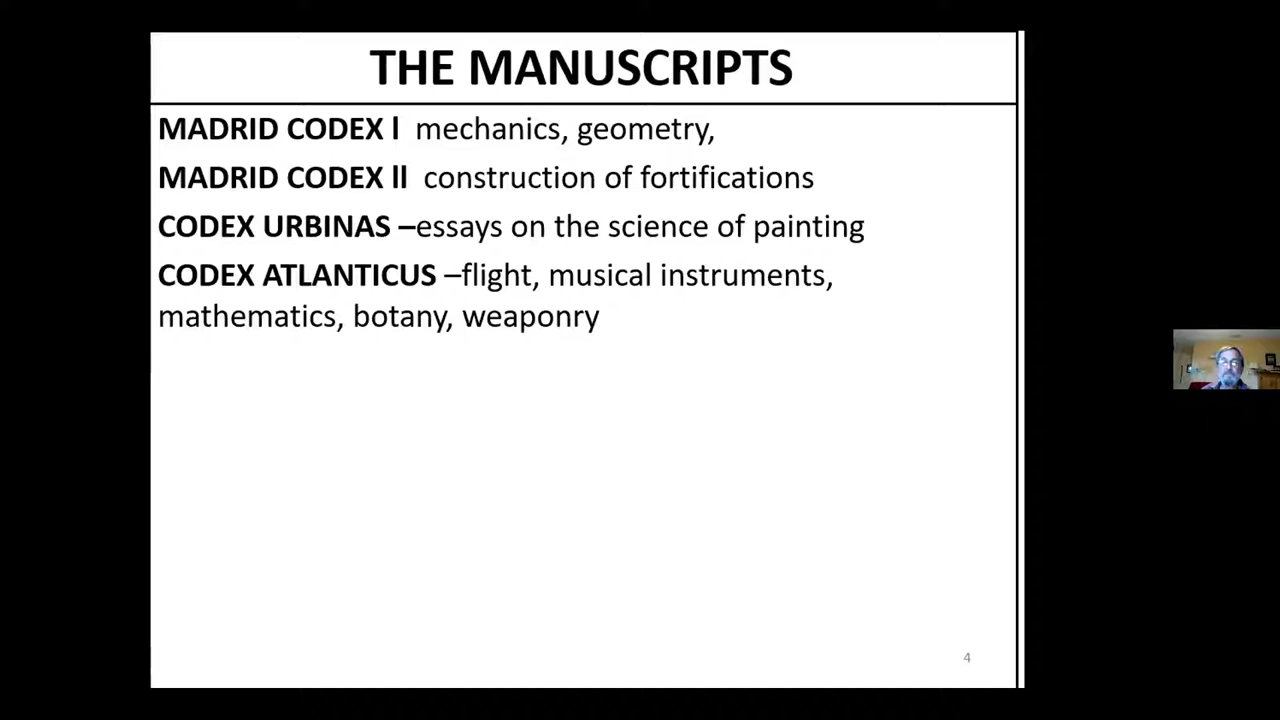 THE MANUSCRIPTS
MADRID CODEX l mechanics, geometry,
MADRID CODEX ll construction of fortifications
CODEX URBINAS –essays on the science of painting
CODEX ATLANTICUS –flight, musical instruments,
mathematics, botany, weaponry
4